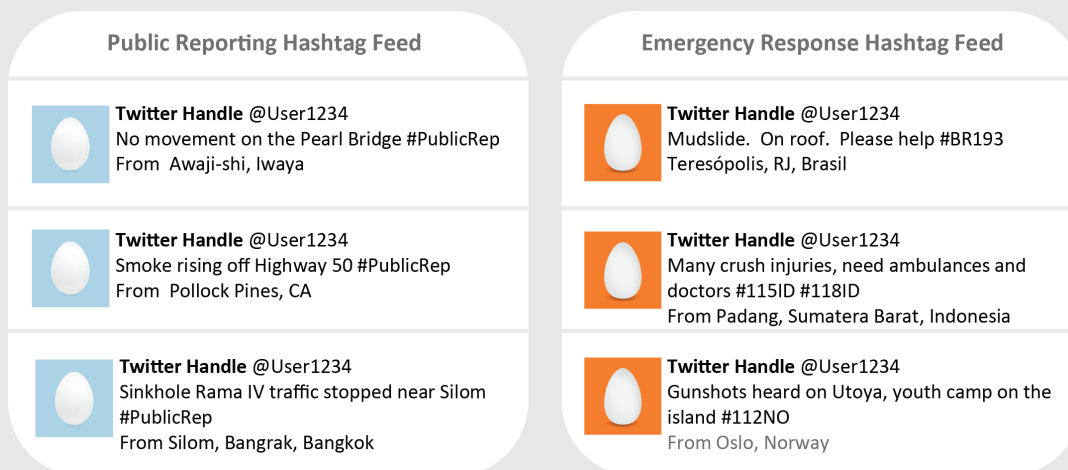 Public Reporting Hashtag Feed
Twitter Handle @User1234
No movement on the Pearl Bridge #PublicRep
From  Awaji-shi, Iwaya
Twitter Handle @User1234
Smoke rising off Highway 50 #PublicRep
From  Pollock Pines, CA
Twitter Handle @User1234
Sinkhole Rama IV traffic stopped near Silom
#PublicRep
From Silom, Bangrak, Bangkok
Emergency Response Hashtag Feed
Twitter Handle @User1234
Mudslide.  On roof.  Please help #BR193
Teresópolis, RJ, Brasil
Twitter Handle @User1234
Many crush injuries, need ambulances and
doctors #115ID #118ID
From Padang, Sumatera Barat, Indonesia
Twitter Handle @User1234
Gunshots heard on Utoya, youth camp on the
island #112NO
From Oslo, Norway